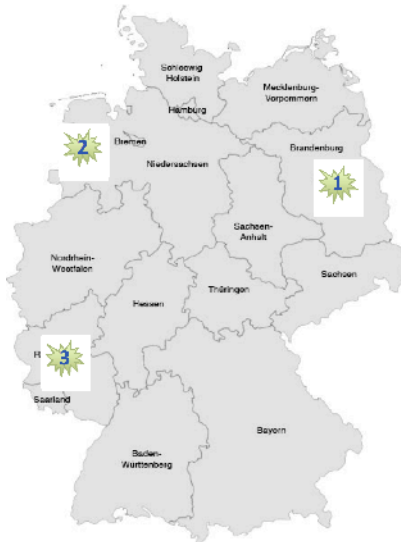 Schleswig
Holstein
Mecklenburg-
Vorpommern
Hamburg
Bremen
Brandenburg
2
Niedersachsen
1
Sachsen-
Anhalt
Nordrhein-
Westfalen
Sachsen
Thüringen
Hessen
3
Saarland
Bayern
Baden-
Württemberg